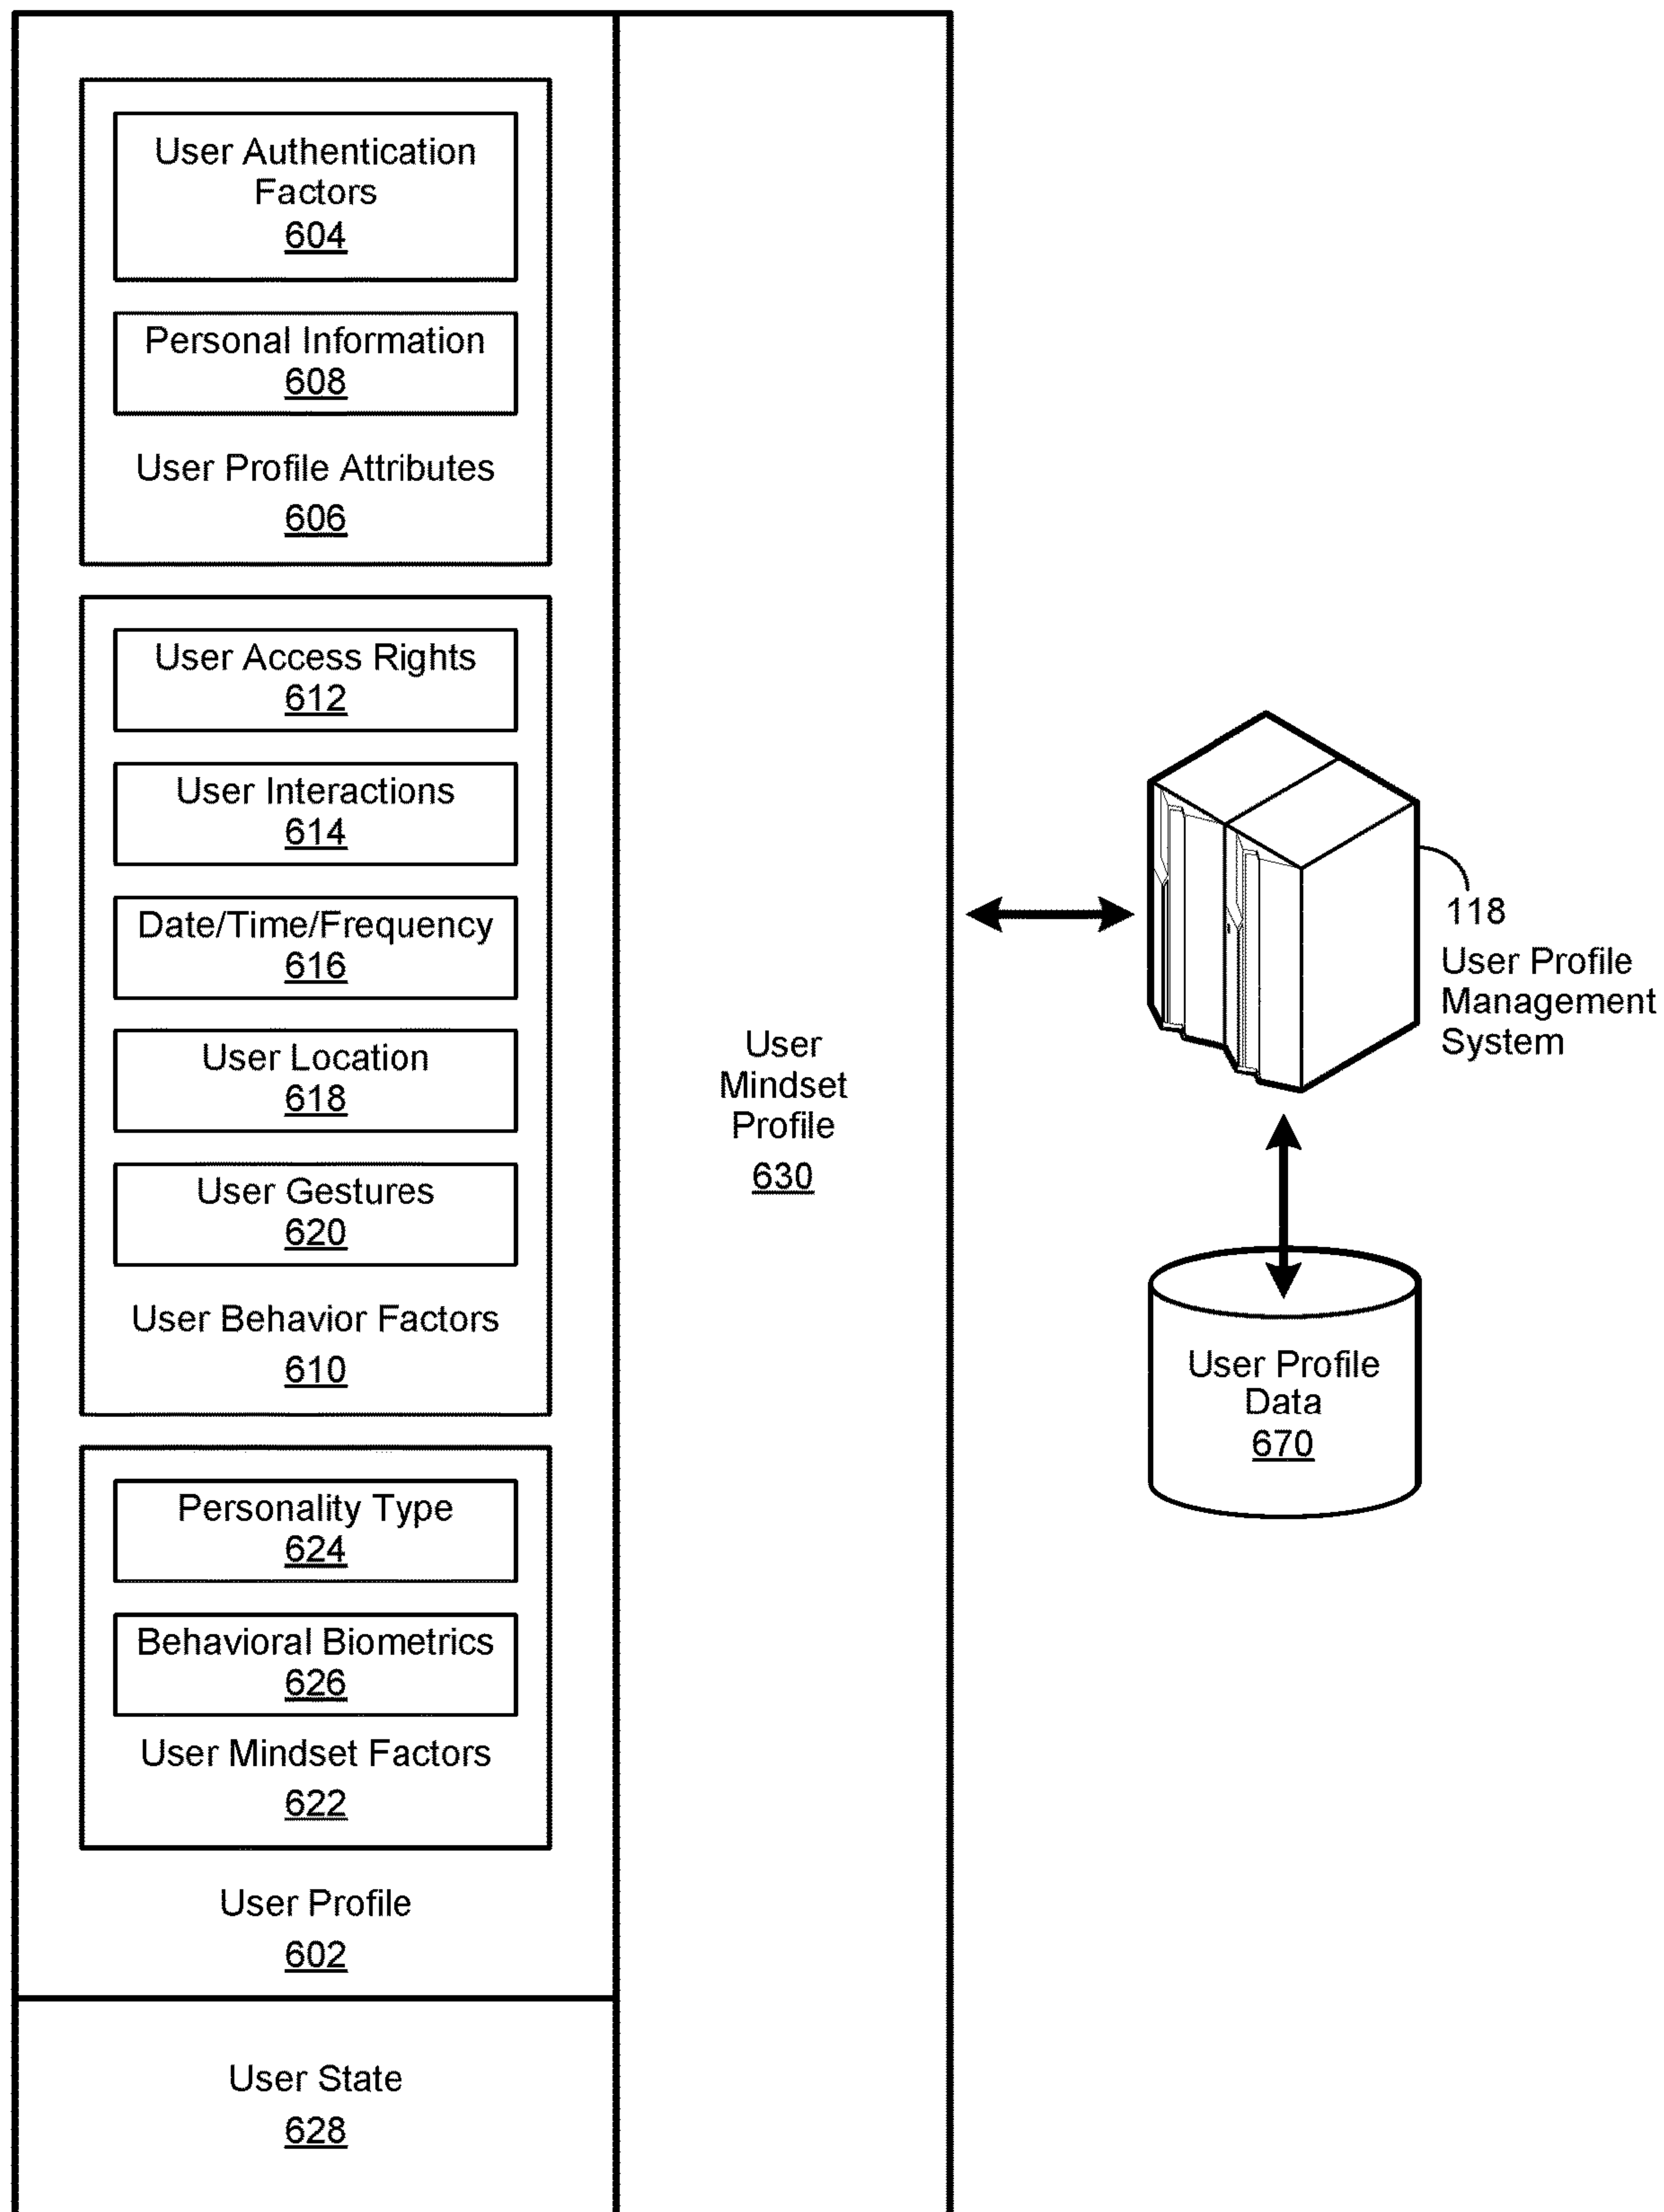 User Authentication
Factors
604
Personal Information
608
User Profile Attributes
606
User Access Rights
612
User Interactions
614
Date/Time/Frequency
616
User Location
618
User Gestures
620
User Behavior Factors
610
Personality Type
624
Behavioral Biometrics
626
User Mindset Factors
622
User Profile
602
User State
628
User
Mindset
Profile
630
118
User Profile
Management
System
User Profile
Data
670